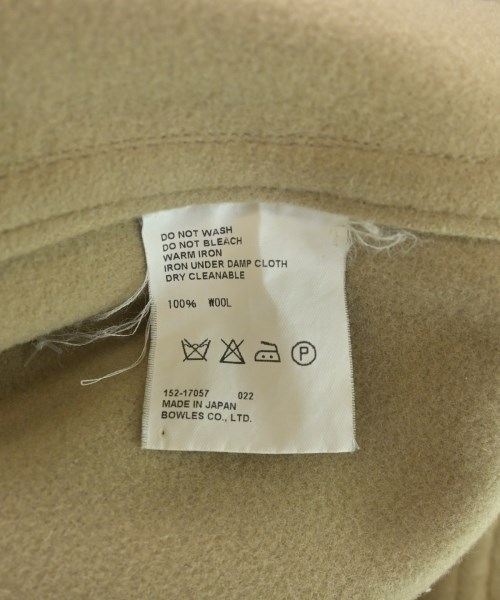 DO NOT WASH
DO NOT BLEACH
WARM IRON
IRON UNDER DAMP CLOTH
DRY CLEANABLE
100% WOOL
P
152-17057 022
MADE IN JAPAN
BOWLES CO., LTD.